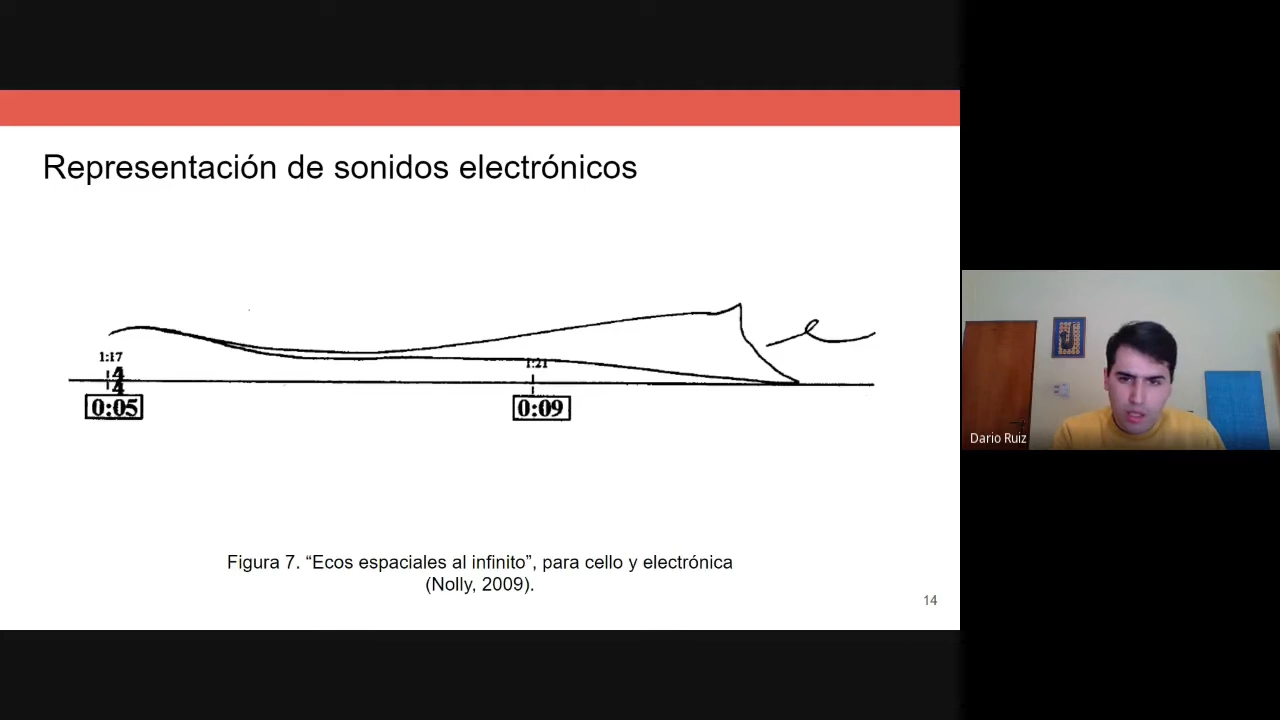 Representación de sonidos electrónicos
1:17
4
4
0:05
1:21
0:09
Figura 7. “Ecos espaciales al infinito”, para cello y electrónica
(Nolly, 2009).
14
Dario Ruiz